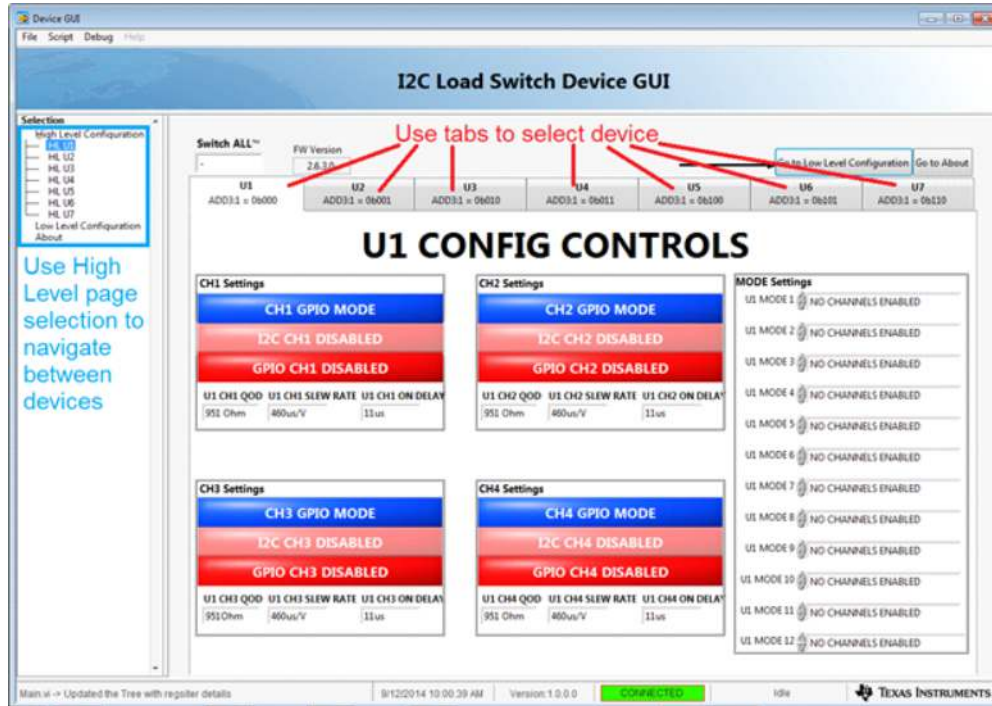 Device GUI
File Script Debug Help
I2C Load Switch Device GUI
Selection
High Level Configuration
HL U1
HL U2
HL U3
HL U4
HL U5
HL U6
HL U7
Low Level Configuration
About
Use High
Level page
selection to
navigate
between
devices
Use tabs to select device
Switch ALL™
-
FW Version
2.6.3.0
Go to Low Level Configuration
Go to About
U1
ADD3:1 = 0b000
U2
ADD3:1 = 0b001
U3
ADD3:1 = 0b010
U4
ADD3:1 = 0b011
U5
ADD3:1 = 0b100
U6
ADD3:1 = 0b101
U7
ADD3:1 = 0b110
U1 CONFIG CONTROLS
CH1 Settings
CH1 GPIO MODE
I2C CH1 DISABLED
GPIO CH1 DISABLED
U1 CH1 QOD U1 CH1 SLEW RATE U1 CH1 ON DELAY
951 Ohm 460us/V 11us
CH2 Settings
CH2 GPIO MODE
I2C CH2 DISABLED
GPIO CH2 DISABLED
U1 CH2 QOD U1 CH2 SLEW RATE U1 CH2 ON DELAY
951 Ohm 460us/V 11us
CH3 Settings
CH3 GPIO MODE
I2C CH3 DISABLED
GPIO CH3 DISABLED
U1 CH3 QOD U1 CH3 SLEW RATE U1 CH3 ON DELAY
951 Ohm 460us/V 11us
CH4 Settings
CH4 GPIO MODE
I2C CH4 DISABLED
GPIO CH4 DISABLED
U1 CH4 QOD U1 CH4 SLEW RATE U1 CH4 ON DELAY
951 Ohm 460us/V 11us
MODE Settings
U1 MODE 1 NO CHANNELS ENABLED
U1 MODE 2 NO CHANNELS ENABLED
U1 MODE 3 NO CHANNELS ENABLED
U1 MODE 4 NO CHANNELS ENABLED
U1 MODE 5 NO CHANNELS ENABLED
U1 MODE 6 NO CHANNELS ENABLED
U1 MODE 7 NO CHANNELS ENABLED
U1 MODE 8 NO CHANNELS ENABLED
U1 MODE 9 NO CHANNELS ENABLED
U1 MODE 10 NO CHANNELS ENABLED
U1 MODE 11 NO CHANNELS ENABLED
U1 MODE 12 NO CHANNELS ENABLED
Main.vi -> Updated the Tree with regsiter details
9/12/2014 10:00:39 AM
Version:1.0.0.0
CONNECTED
Idle
TEXAS INSTRUMENTS